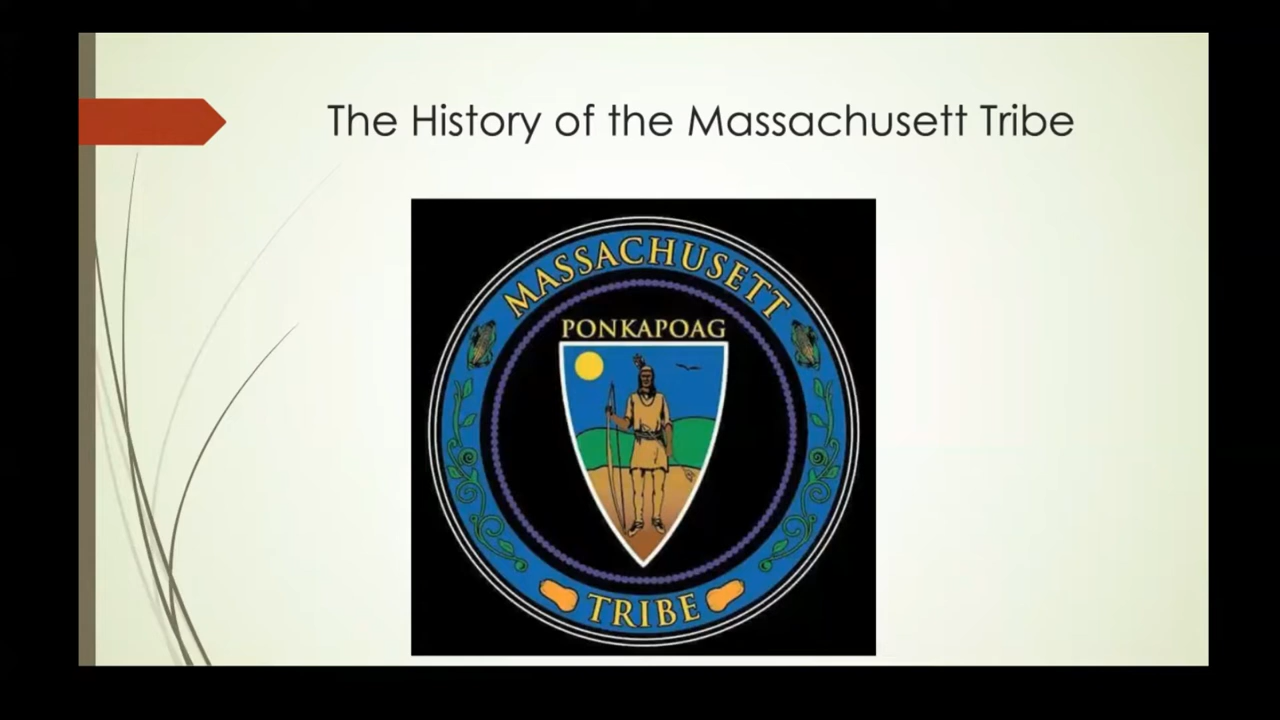 The History of the Massachusett Tribe
MASSACHUSETT
PONKAPOAG
TRIBE